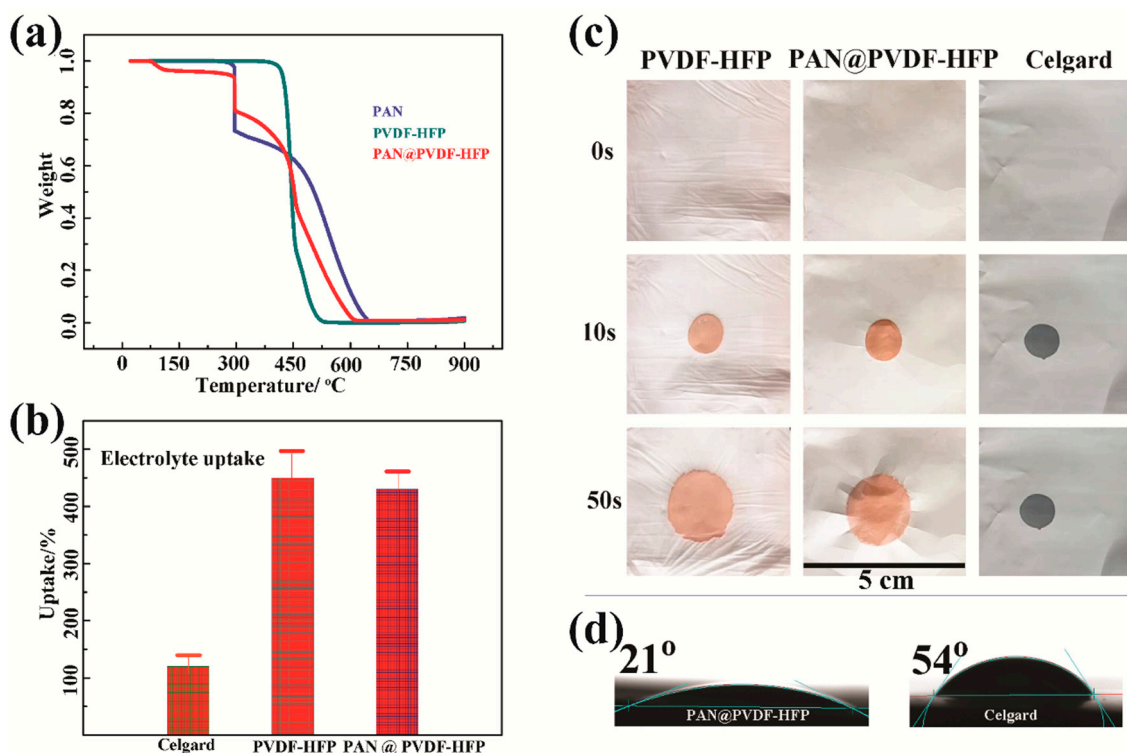 (a)
1.0
0.8
0.6
0.4
0.2
0.0
Weight
PAN
PVDF-HFP
PAN@PVDF-HFP
0
150
300
450
600
750
900
Temperature/ °C
(b)
500
400
300
200
100
Uptake/%
Electrolyte uptake
Celgard
PVDF-HFP
PAN @ PVDF-HFP
(c)
PVDF-HFP
PAN@PVDF-HFP
Celgard
0s
10s
50s
5 cm
(d)
21°
PAN@PVDF-HFP
54°
Celgard